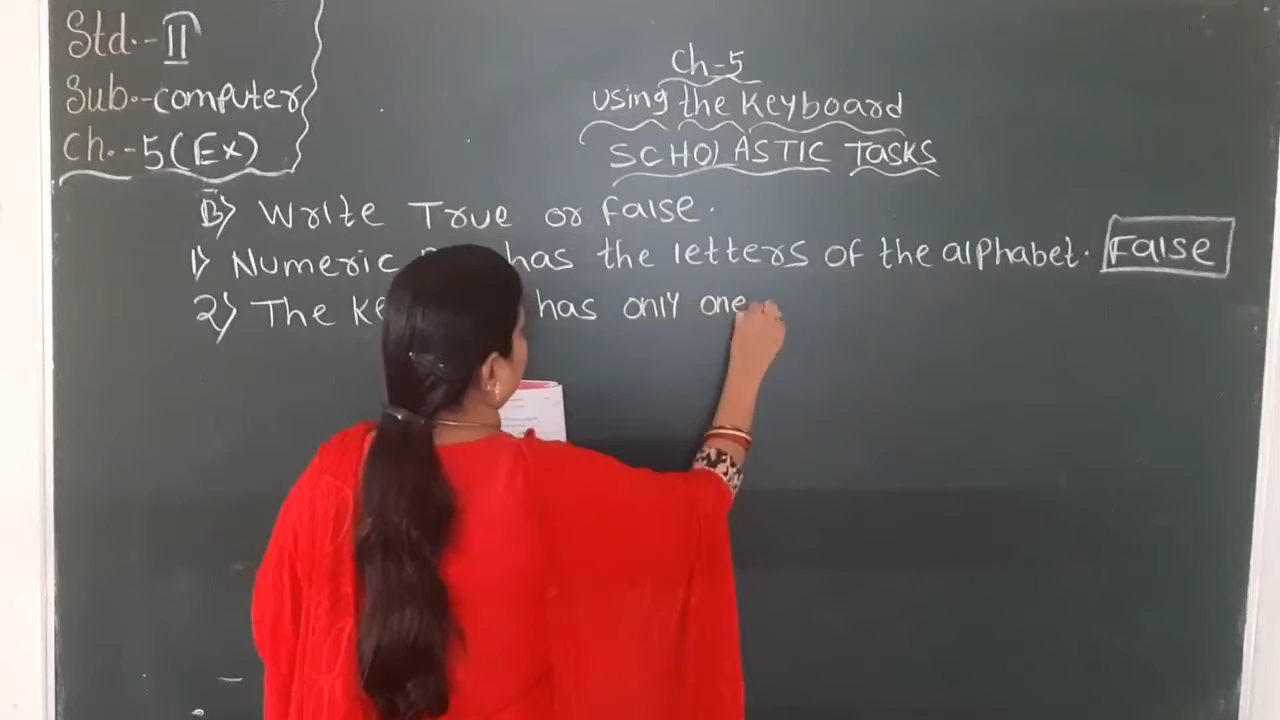 Std.-II
Sub.-computer
Ch.-5(Ex)
Ch-5
using the Keyboard
SCHOLASTIC TASKS
B) Write True or False.
1) Numeric has the letters of the alphabet. False
2) The has only one